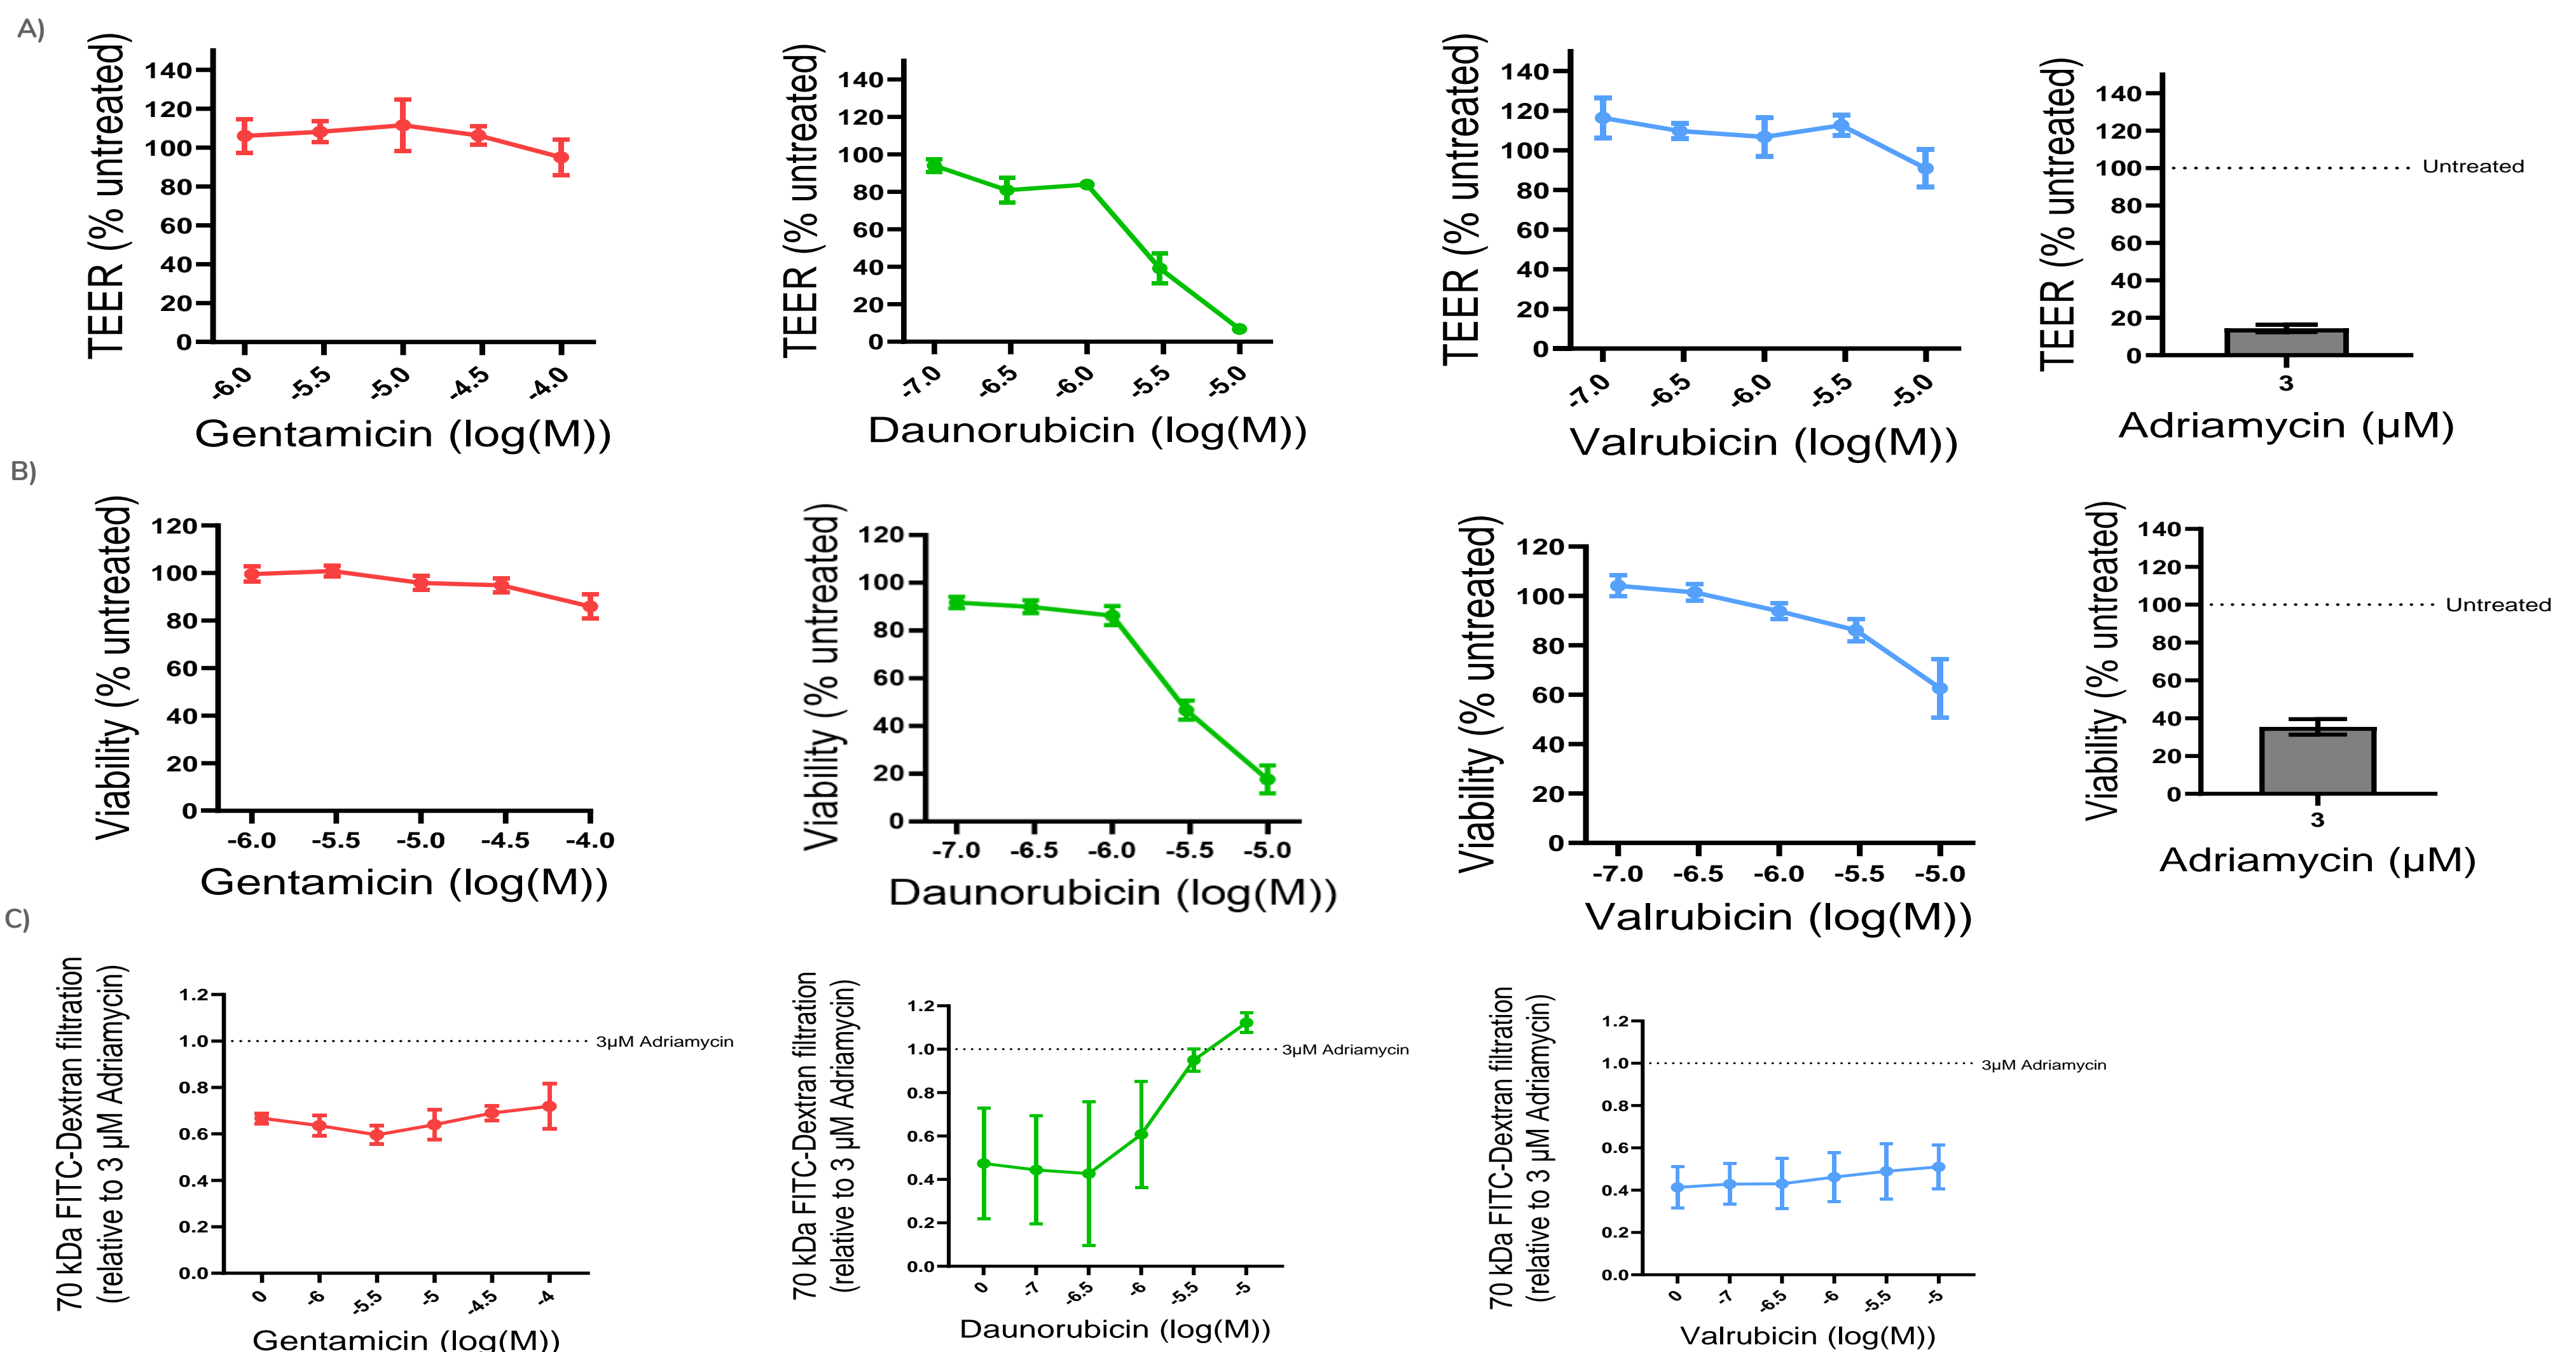 A)
TEER (% untreated)
140
120
100
80
60
40
20
0
-6.0 -5.5 -5.0 -4.5 -4.0
Gentamicin (log(M))
TEER (% untreated)
140
120
100
80
60
40
20
0
-7.0 -6.5 -6.0 -5.5 -5.0
Daunorubicin (log(M))
TEER (% untreated)
140
120
100
80
60
40
20
0
-7.0 -6.5 -6.0 -5.5 -5.0
Valrubicin (log(M))
TEER (% untreated)
140
120
100
80
60
40
20
0
Untreated
3
Adriamycin (µM)
B)
Viability (% untreated)
120
100
80
60
40
20
0
-6.0 -5.5 -5.0 -4.5 -4.0
Gentamicin (log(M))
Viability (% untreated)
120
100
80
60
40
20
0
-7.0 -6.5 -6.0 -5.5 -5.0
Daunorubicin (log(M))
Viability (% untreated)
120
100
80
60
40
20
0
-7.0 -6.5 -6.0 -5.5 -5.0
Valrubicin (log(M))
Viability (% untreated)
140
120
100
80
60
40
20
0
Untreated
3
Adriamycin (µM)
C)
70 kDa FITC-Dextran filtration
(relative to 3 µM Adriamycin)
1.2
1.0
0.8
0.6
0.4
0.2
0.0
3µM Adriamycin
0 -6 -5.5 -5 -4.5 -4
Gentamicin (log(M))
70 kDa FITC-Dextran filtration
(relative to 3 µM Adriamycin)
1.2
1.0
0.8
0.6
0.4
0.2
0.0
3µM Adriamycin
0 -7 -6.5 -6 -5.5 -5
Daunorubicin (log(M))
70 kDa FITC-Dextran filtration
(relative to 3 µM Adriamycin)
1.2
1.0
0.8
0.6
0.4
0.2
0.0
3µM Adriamycin
0 -7 -6.5 -6 -5.5 -5
Valrubicin (log(M))